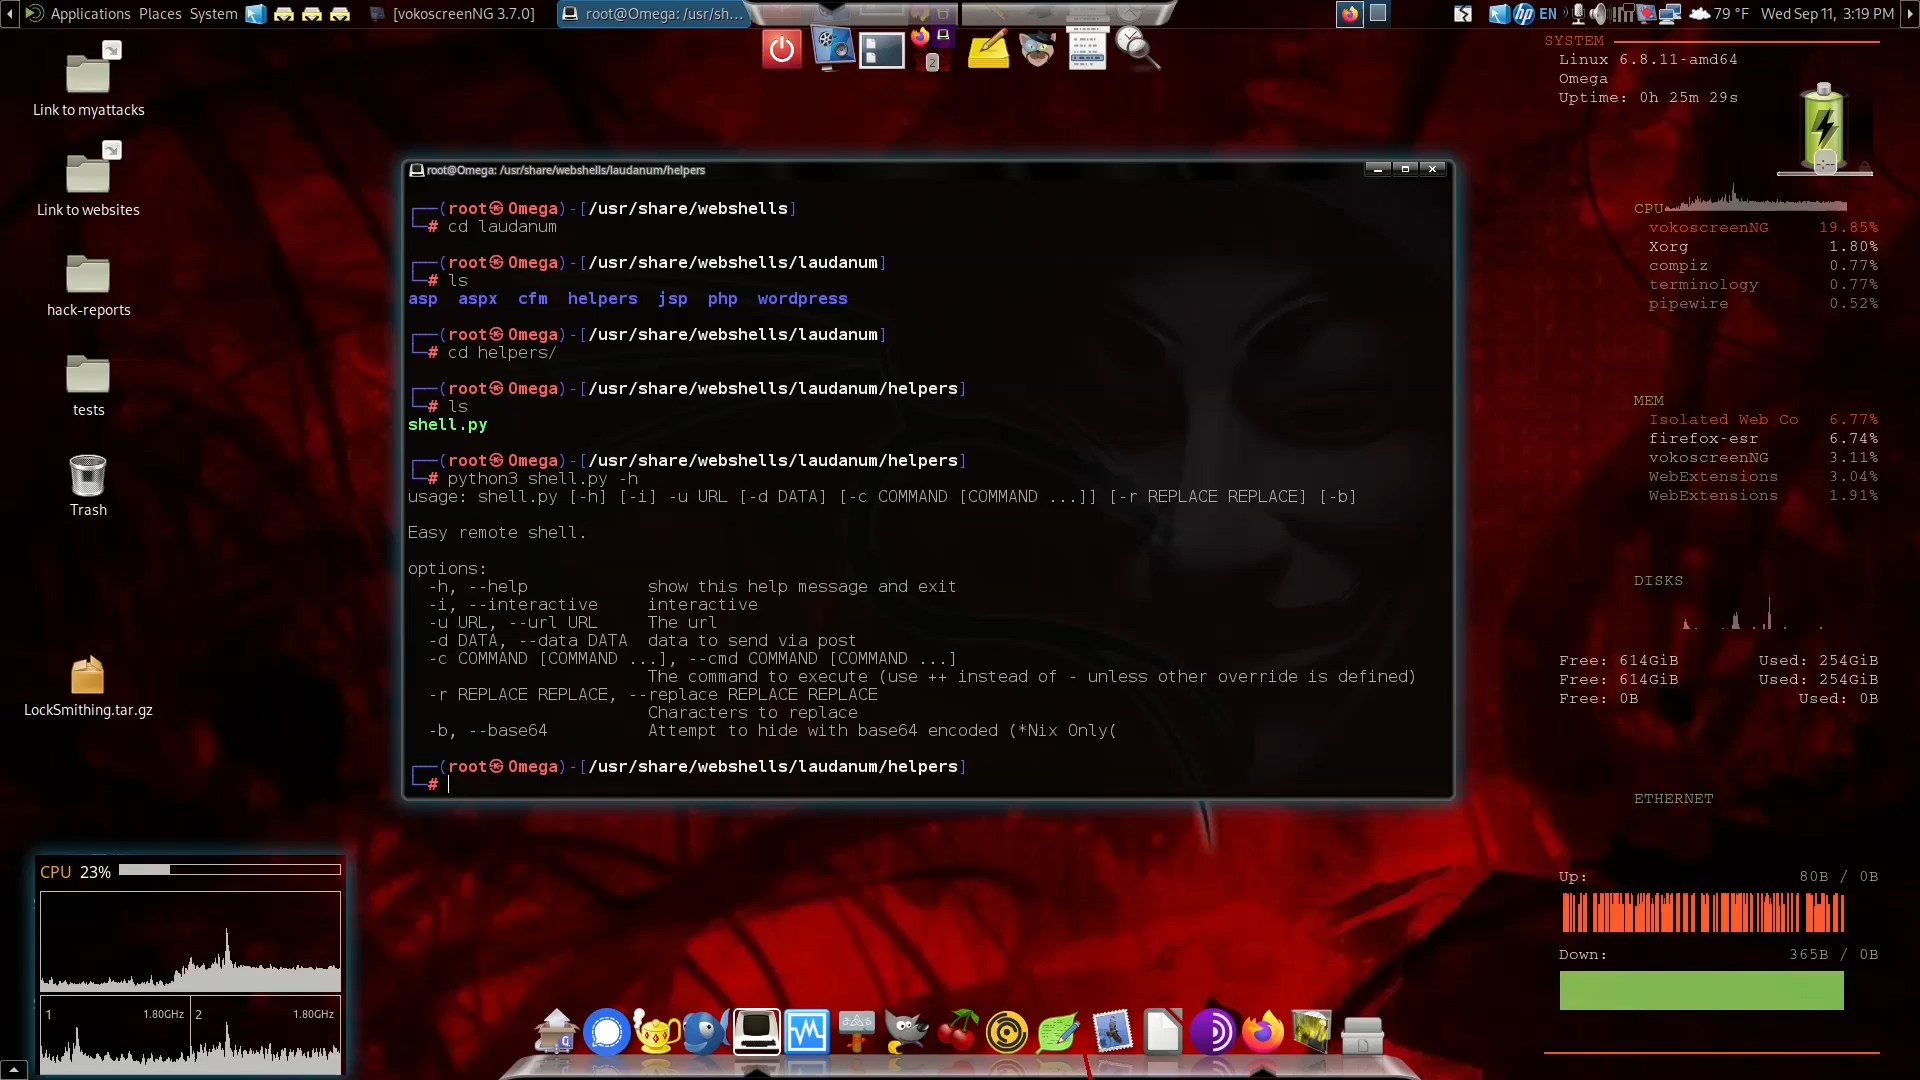 Applications Places System
[vokoscreenNG 3.7.0]
root@Omega: /usr/sh...
EN
79 °F
Wed Sep 11, 3:19 PM
2
Link to myattacks
Link to websites
hack-reports
tests
Trash
LockSmithing.tar.gz
root@Omega: /usr/share/webshells/laudanum/helpers
┌──(root㉿Omega)-[/usr/share/webshells]
└─# cd laudanum
┌──(root㉿Omega)-[/usr/share/webshells/laudanum]
└─# ls
asp aspx cfm helpers jsp php wordpress
┌──(root㉿Omega)-[/usr/share/webshells/laudanum]
└─# cd helpers/
┌──(root㉿Omega)-[/usr/share/webshells/laudanum/helpers]
└─# ls
shell.py
┌──(root㉿Omega)-[/usr/share/webshells/laudanum/helpers]
└─# python3 shell.py -h
usage: shell.py [-h] [-i] -u URL [-d DATA] [-c COMMAND [COMMAND ...]] [-r REPLACE REPLACE] [-b]
Easy remote shell.
options:
-h, --help show this help message and exit
-i, --interactive interactive
-u URL, --url URL The url
-d DATA, --data DATA data to send via post
-c COMMAND [COMMAND ...], --cmd COMMAND [COMMAND ...]
The command to execute (use ++ instead of - unless other override is defined)
-r REPLACE REPLACE, --replace REPLACE REPLACE
Characters to replace
-b, --base64 Attempt to hide with base64 encoded (*Nix Only(
┌──(root㉿Omega)-[/usr/share/webshells/laudanum/helpers]
└─#
SYSTEM
Linux 6.8.11-amd64
Omega
Uptime: 0h 25m 29s
CPU
vokoscreenNG 19.85%
Xorg 1.80%
compiz 0.77%
terminology 0.77%
pipewire 0.52%
MEM
Isolated Web Co 6.77%
firefox-esr 6.74%
vokoscreenNG 3.11%
WebExtensions 3.04%
WebExtensions 1.91%
DISKS
Free: 614GiB Used: 254GiB
Free: 614GiB Used: 254GiB
Free: 0B Used: 0B
ETHERNET
Up: 80B / 0B
Down: 365B / 0B
CPU 23%
1 1.80GHz 2 1.80GHz